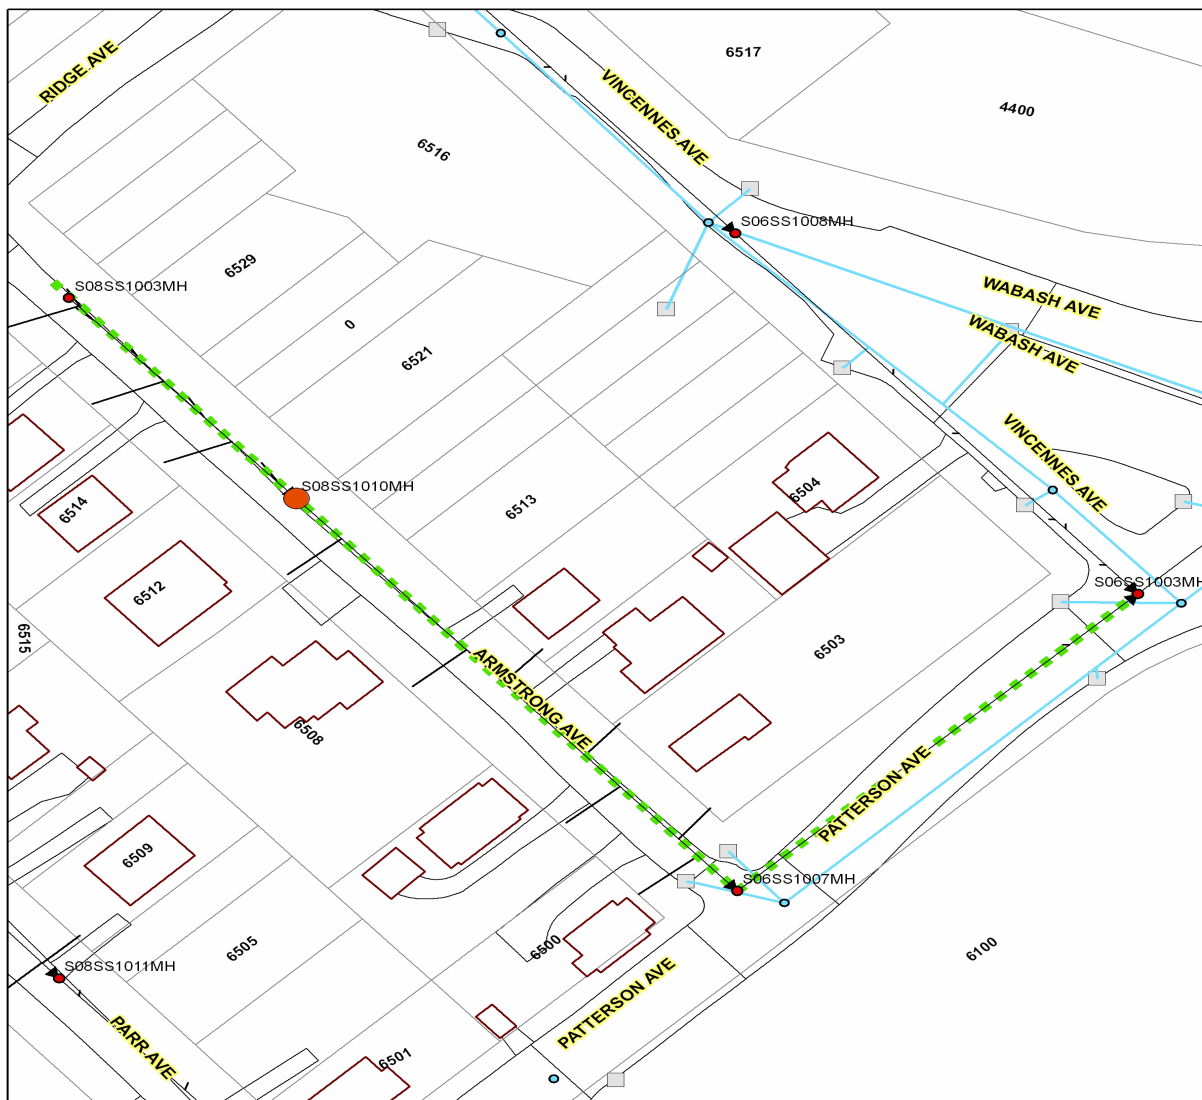 RIDGE AVE
6517
VINCENNES AVE
4400
6516
S06SS1008MH
6529
S08SS1003MH
WABASH AVE
0
WABASH AVE
6521
VINCENNES AVE
S08SS1010MH
6504
6514
6513
S06SS1003MH
6512
6515
6503
ARMSTRONG AVE
6508
PATTERSON AVE
6509
S06SS1007MH
6505
6500
6100
S08SS1011MH
PATTERSON AVE
PARR AVE
6501